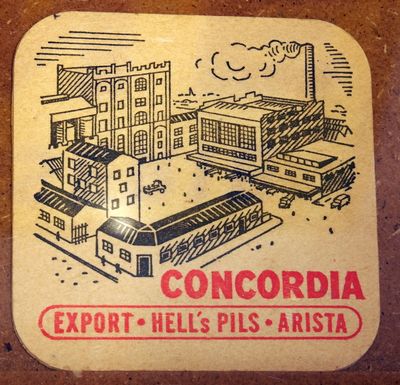 CONCORDIA
EXPORT • HELL's PILS • ARISTA